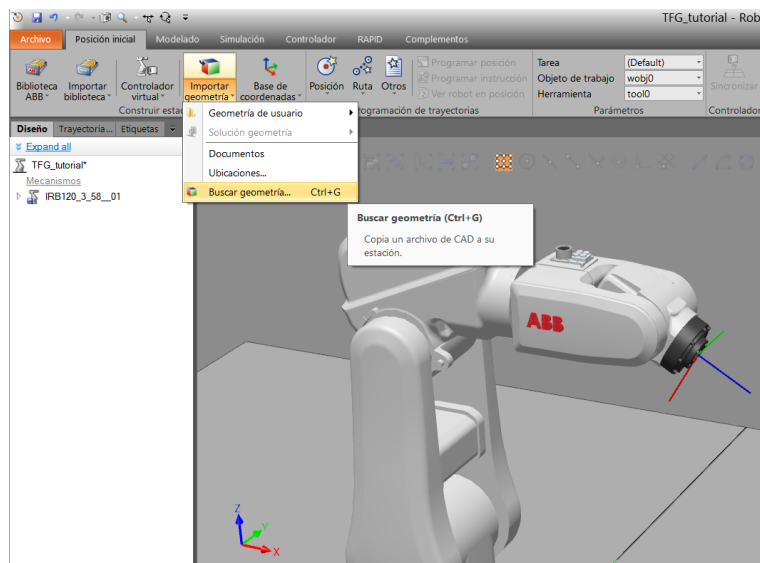 TFG_tutorial - Rob
Archivo Posición inicial Modelado Simulación Controlador RAPID Complementos
Biblioteca ABB
Importar biblioteca
Controlador virtual
Importar geometría
Base de coordenadas
Posición
Ruta
Otros
Programar posición
Programar instrucción
Ver robot en posición
Tarea (Default)
Objeto de trabajo wobj0
Herramienta tool0
Sincronizar
Construir esta
rogramación de trayectorias
Parámetros
Controlador
Diseño Trayectoria... Etiquetas
Expand all
TFG_tutorial*
Mecanismos
IRB120_3_58__01
Geometría de usuario
Solución geometría
Documentos
Ubicaciones...
Buscar geometría... Ctrl+G
Buscar geometría (Ctrl+G)
Copia un archivo de CAD a su
estación.
ABB
Z
Y
X